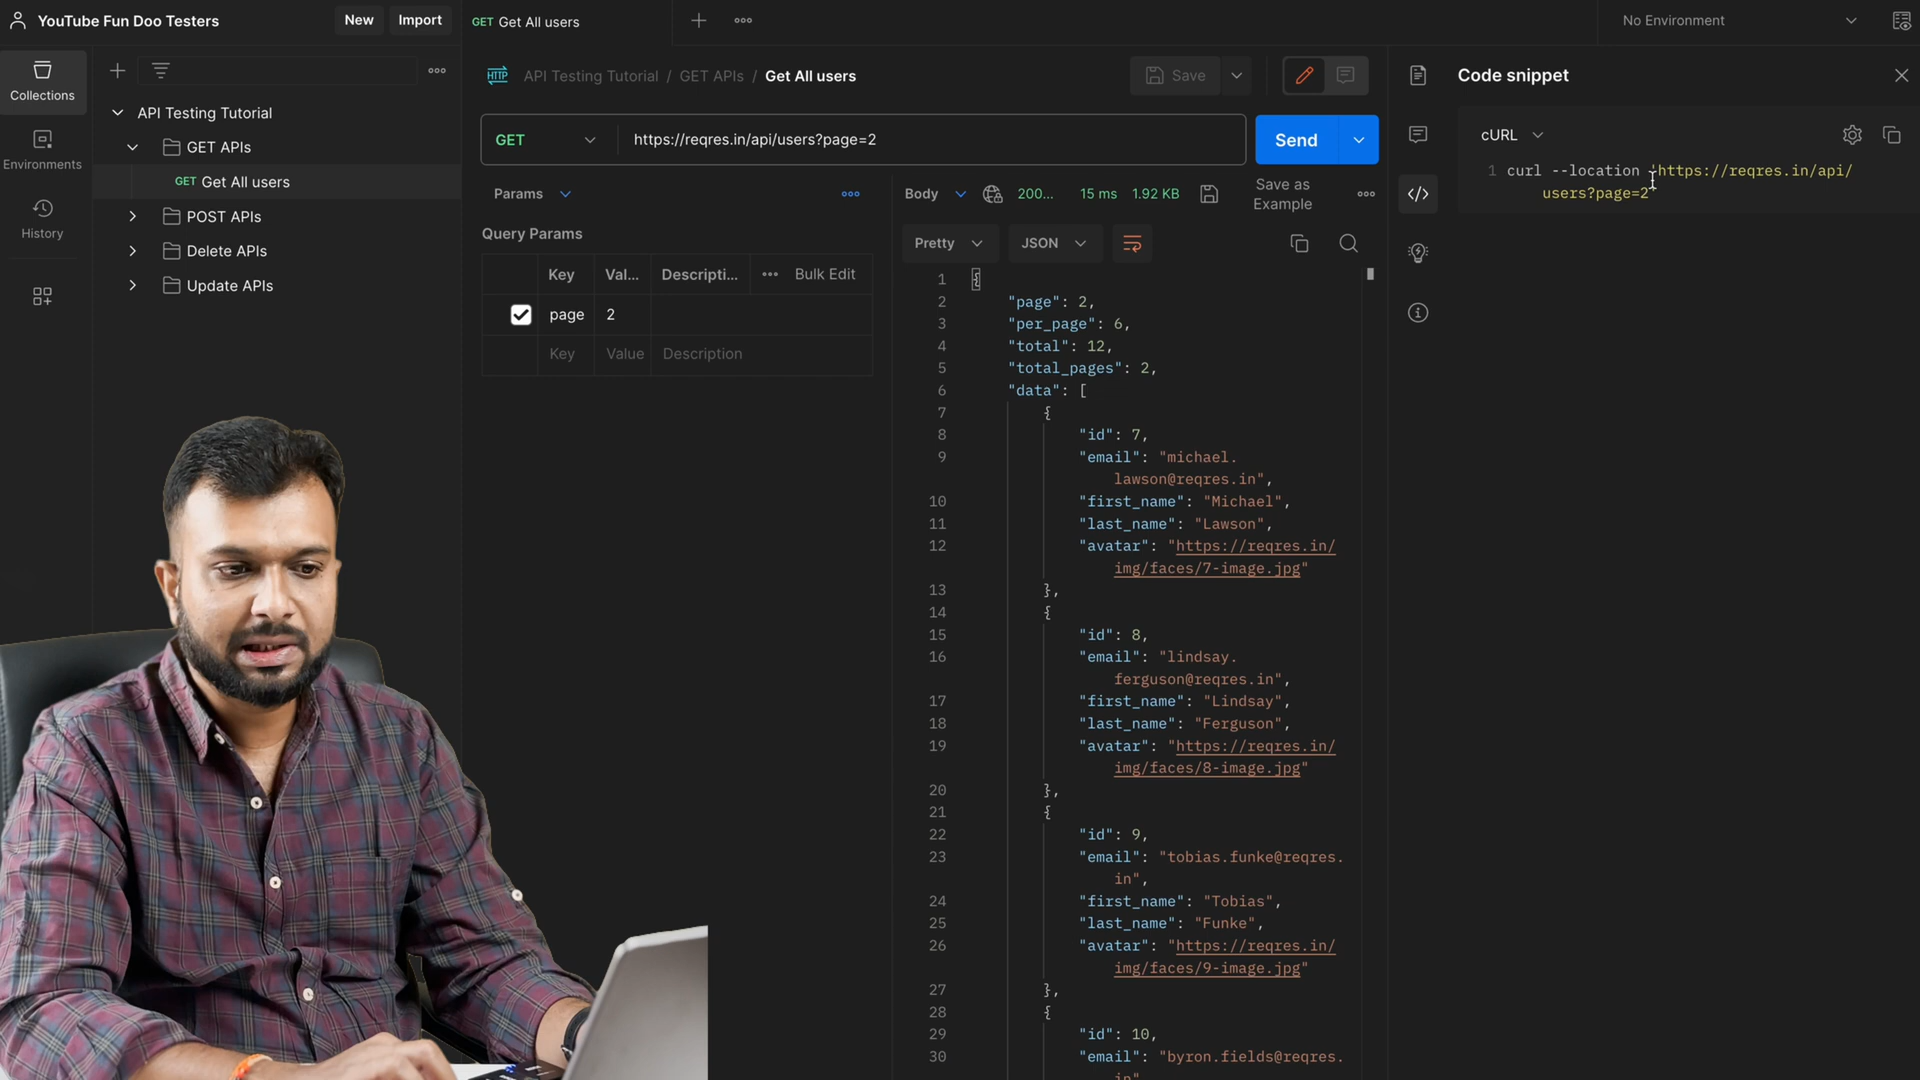 YouTube Fun Doo Testers
New
Import
GET Get All users
No Environment
Collections
Environments
History
API Testing Tutorial
GET APIs
GET Get All users
POST APIs
Delete APIs
Update APIs
HTTP API Testing Tutorial / GET APIs / Get All users
Save
GET
https://reqres.in/api/users?page=2
Send
Params
Query Params
Key Val... Descripti... Bulk Edit
page 2
Key Value Description
Body
200...
15 ms
1.92 KB
Save as
Example
Pretty
JSON
1 {
2 "page": 2,
3 "per_page": 6,
4 "total": 12,
5 "total_pages": 2,
6 "data": [
7 {
8 "id": 7,
9 "email": "michael.
lawson@reqres.in",
10 "first_name": "Michael",
11 "last_name": "Lawson",
12 "avatar": "https://reqres.in/
img/faces/7-image.jpg"
13 },
14 {
15 "id": 8,
16 "email": "lindsay.
ferguson@reqres.in",
17 "first_name": "Lindsay",
18 "last_name": "Ferguson",
19 "avatar": "https://reqres.in/
img/faces/8-image.jpg"
20 },
21 {
22 "id": 9,
23 "email": "tobias.funke@reqres.
in",
24 "first_name": "Tobias",
25 "last_name": "Funke",
26 "avatar": "https://reqres.in/
img/faces/9-image.jpg"
27 },
28 {
29 "id": 10,
30 "email": "byron.fields@reqres.
in",
Code snippet
cURL
1 curl --location 'https://reqres.in/api/
users?page=2'